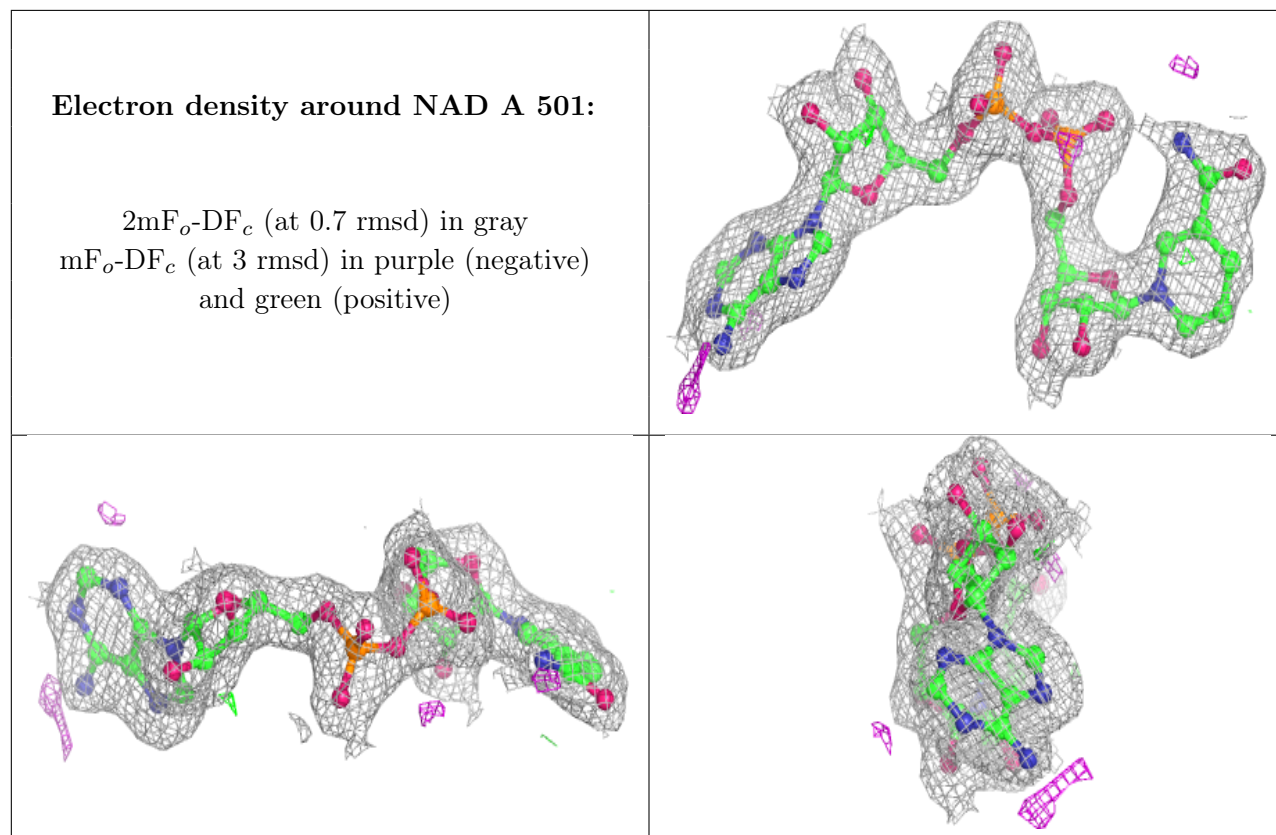 Electron density around NAD A 501:
2mFo-DFc (at 0.7 rmsd) in gray
mFo-DFc (at 3 rmsd) in purple (negative)
and green (positive)